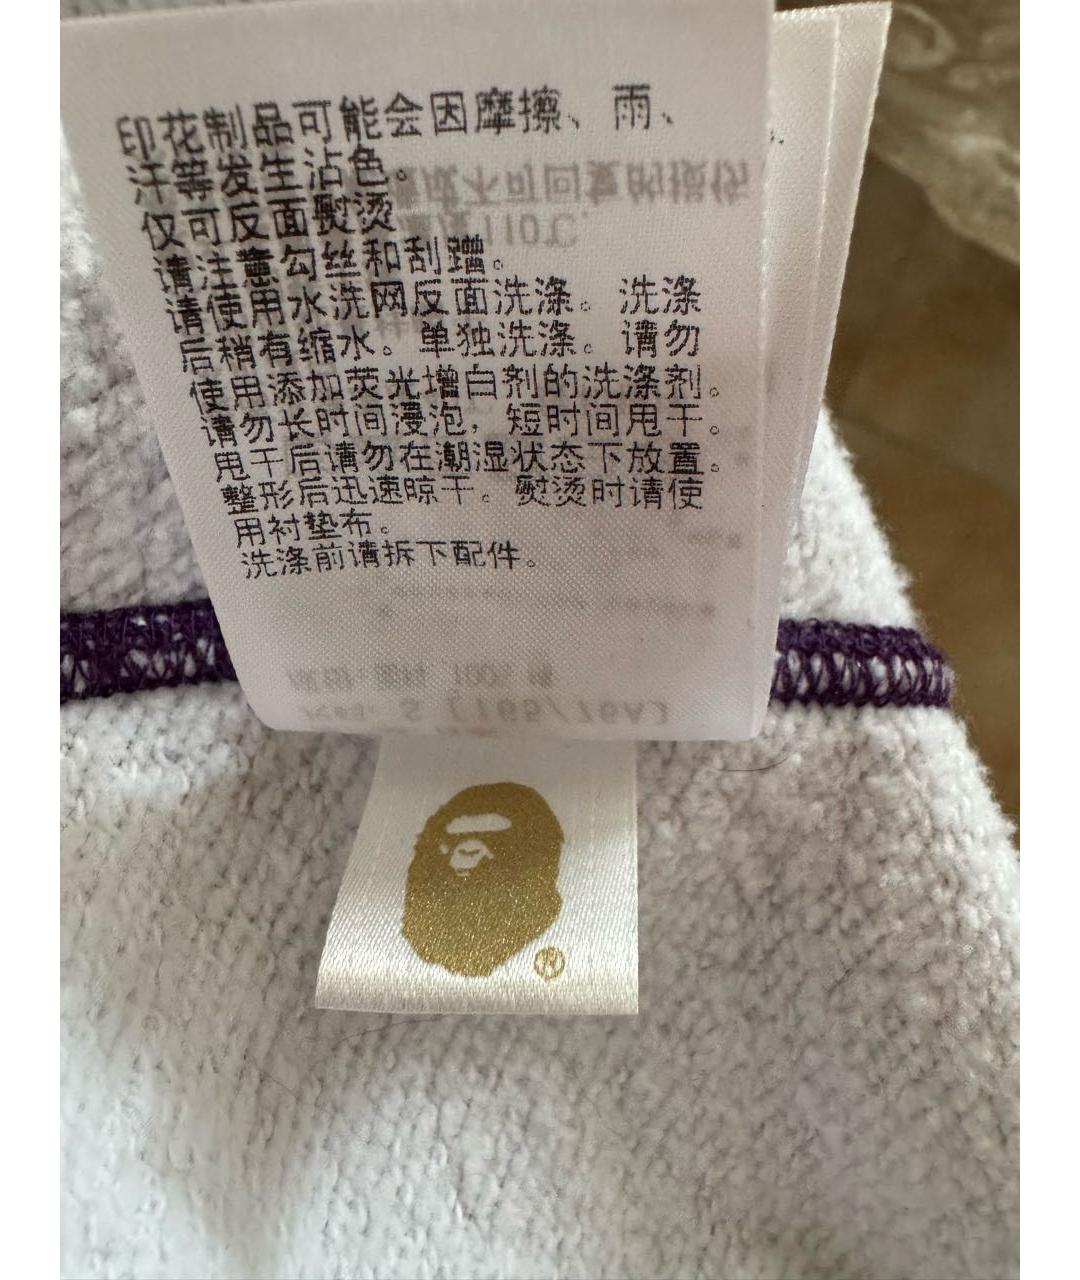 印花制品可能会因摩擦、雨、
汗等发生沾色。
仅可反面熨烫
请注意勾丝和刮蹭。
请使用水洗网反面洗涤。洗涤
后稍有缩水。单独洗涤。请勿
使用添加荧光增白剂的洗涤剂。
请勿长时间浸泡，短时间甩干。
甩干后请勿在潮湿状态下放置。
整形后迅速晾干。熨烫时请使
用衬垫布。
洗涤前请拆下配件。
®